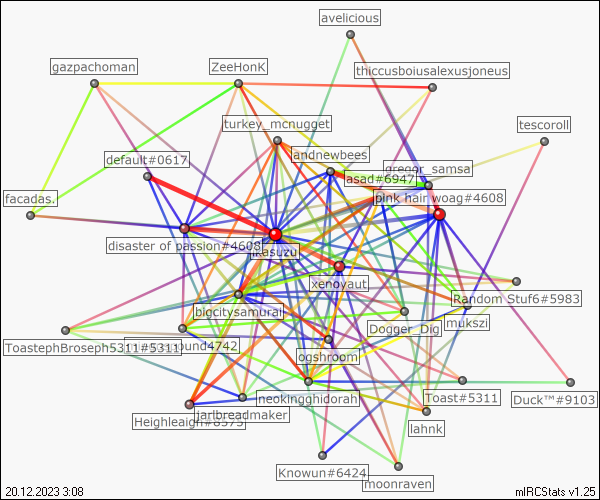 avelicious
gazpachoman
ZeeHonK
thiccusboiusalexusjoneus
turkey_mcnugget
tescoroll
default#0617
andnewbees
gregor_samsa
asad#6947
facadas.
pink hair woag#4608
disaster of passion#4608
ikasuzu
xenoyaut
bigcitysamurai
Random Stuf6#5983
Dogger_Dig
mukszi
ToastephBroseph5311#5311
ound4742
ogshroom
neokingghidorah
Toast#5311
Duck™#9103
jarlbreadmaker
Heighleaigh#8575
lahnk
Knowun#6424
moonraven
20.12.2023 3:08
mIRCStats v1.25